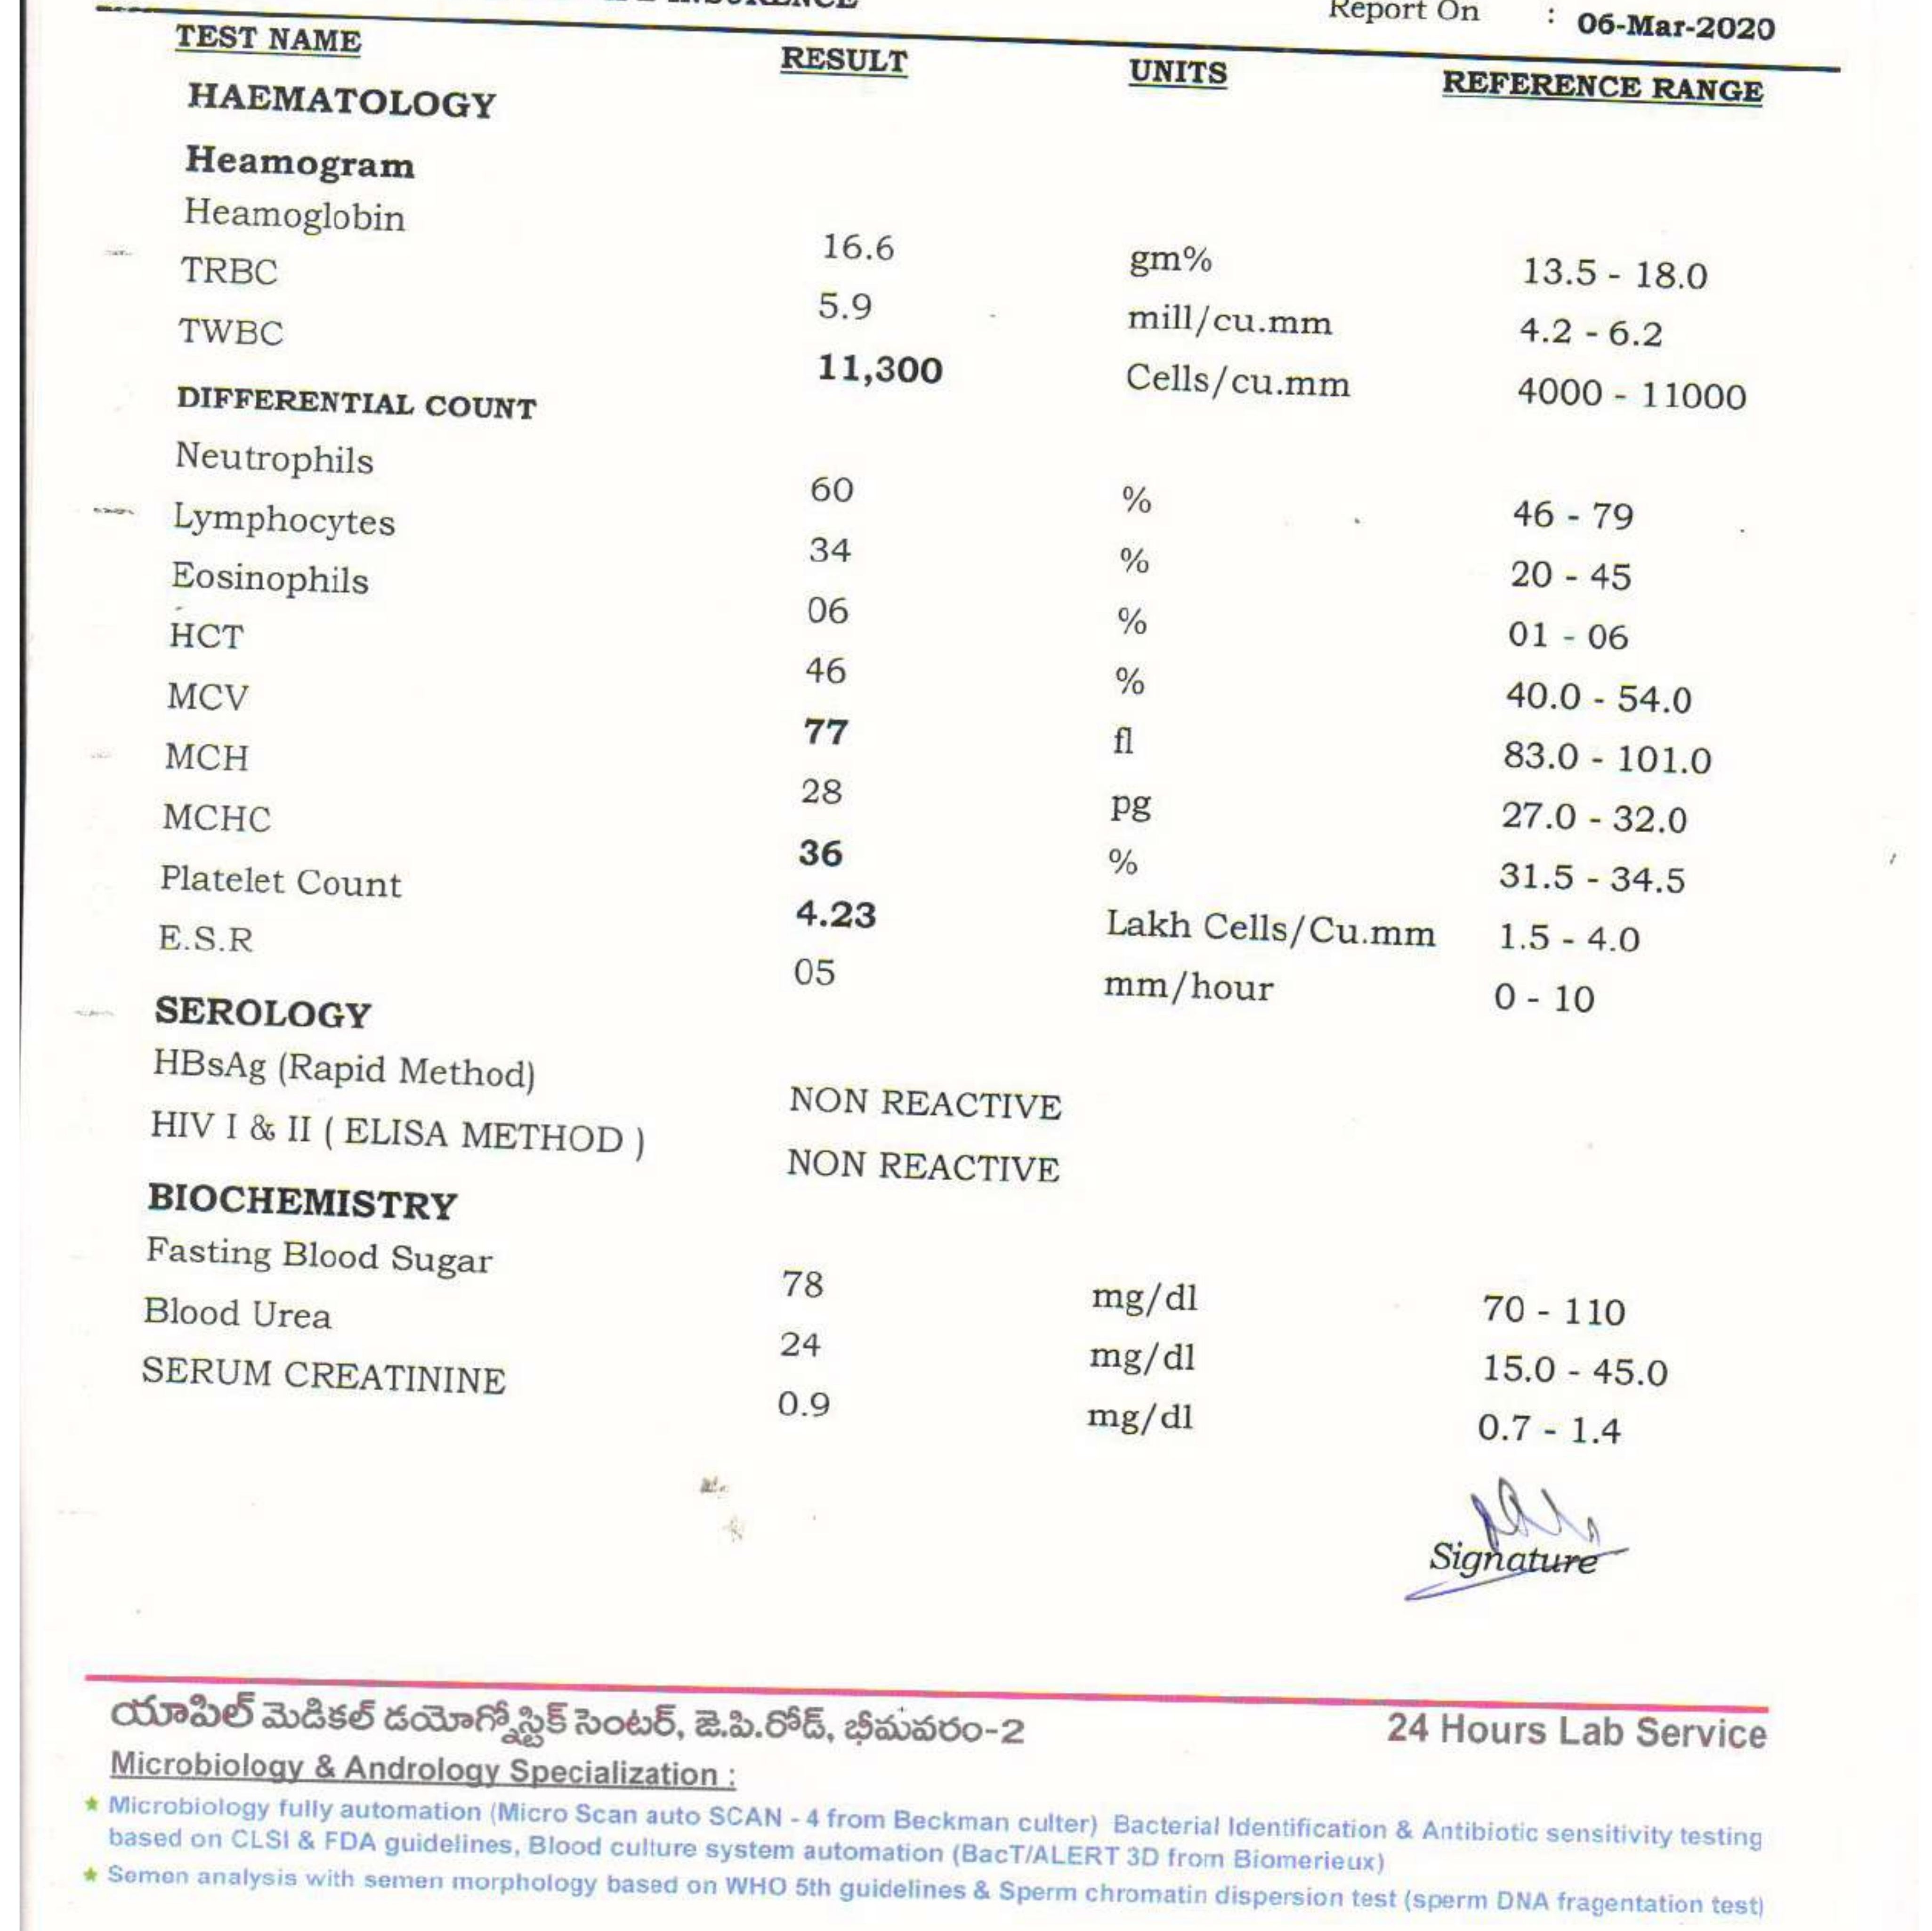 Report On : 06-Mar-2020
TEST NAME RESULT UNITS REFERENCE RANGE
HAEMATOLOGY
Heamogram
Heamoglobin 16.6 gm% 13.5 - 18.0
TRBC 5.9 mill/cu.mm 4.2 - 6.2
TWBC 11,300 Cells/cu.mm 4000 - 11000
DIFFERENTIAL COUNT
Neutrophils 60 % 46 - 79
Lymphocytes 34 % 20 - 45
Eosinophils 06 % 01 - 06
HCT 46 % 40.0 - 54.0
MCV 77 fl 83.0 - 101.0
MCH 28 pg 27.0 - 32.0
MCHC 36 % 31.5 - 34.5
Platelet Count 4.23 Lakh Cells/Cu.mm 1.5 - 4.0
E.S.R 05 mm/hour 0 - 10
SEROLOGY
HBsAg (Rapid Method) NON REACTIVE
HIV I & II ( ELISA METHOD ) NON REACTIVE
BIOCHEMISTRY
Fasting Blood Sugar 78 mg/dl 70 - 110
Blood Urea 24 mg/dl 15.0 - 45.0
SERUM CREATININE 0.9 mg/dl 0.7 - 1.4
Signature
యాపిల్ మెడికల్ డయోగ్నోస్టిక్ సెంటర్, జె.పి.రోడ్, భీమవరం-2 24 Hours Lab Service
Microbiology & Andrology Specialization :
★ Microbiology fully automation (Micro Scan auto SCAN - 4 from Beckman culter) Bacterial Identification & Antibiotic sensitivity testing
based on CLSI & FDA guidelines, Blood culture system automation (BacT/ALERT 3D from Biomerieux)
★ Semen analysis with semen morphology based on WHO 5th guidelines & Sperm chromatin dispersion test (sperm DNA fragentation test)